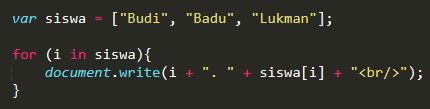 var siswa = ["Budi", "Badu", "Lukman"];
for (i in siswa){
document.write(i + ". " + siswa[i] + "<br/>");
}